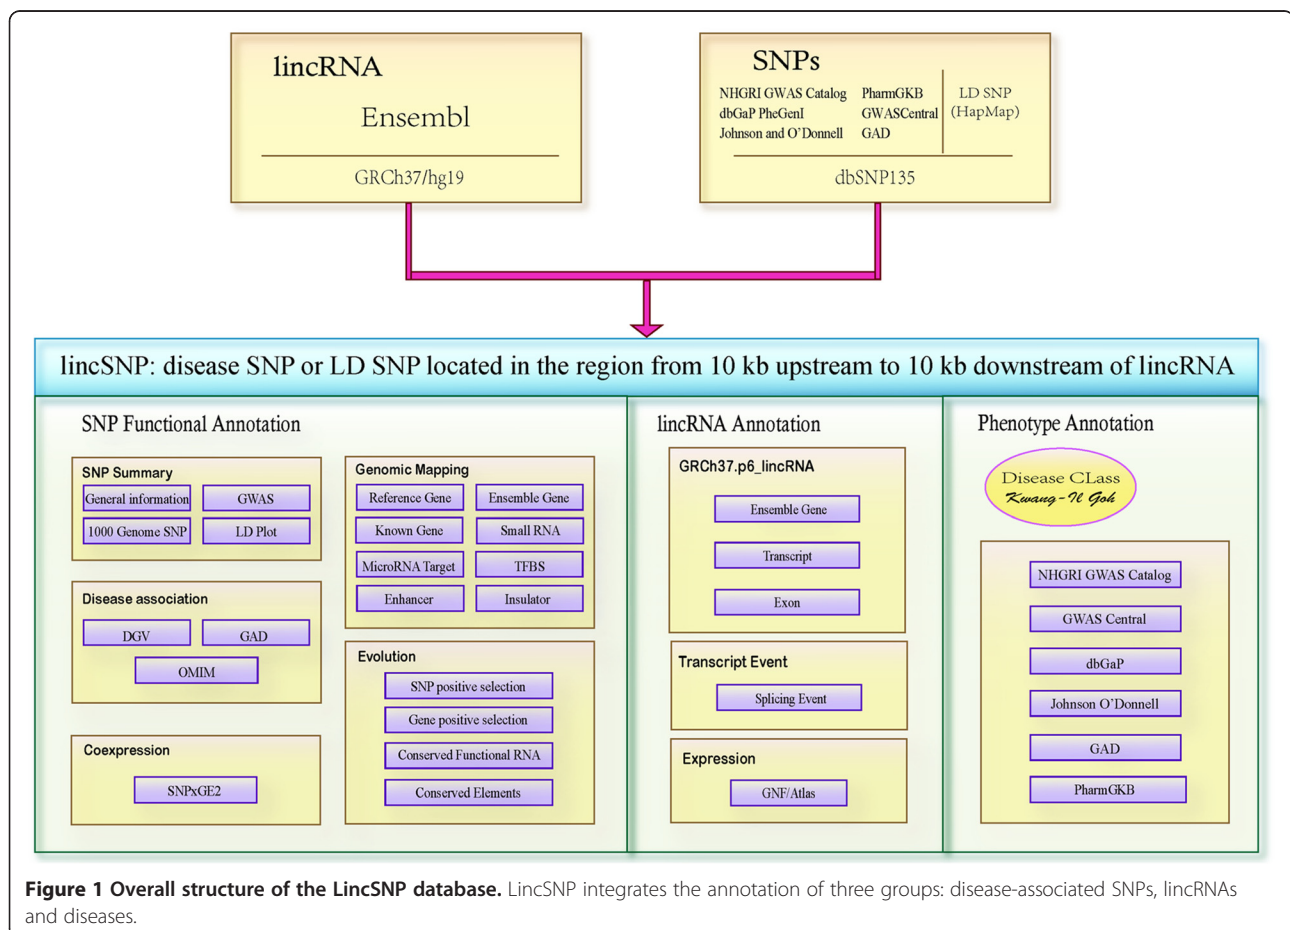 lincRNA
Ensembl
GRCh37/hg19
SNPs
NHGRI GWAS Catalog
dbGaP PheGenI
Johnson and O'Donnell
PharmGKB
GWASCentral
GAD
LD SNP
(HapMap)
dbSNP135
lincSNP: disease SNP or LD SNP located in the region from 10 kb upstream to 10 kb downstream of lincRNA
SNP Functional Annotation
SNP Summary
General information
GWAS
1000 Genome SNP
LD Plot
Disease association
DGV
GAD
OMIM
Coexpression
SNPxGE2
Genomic Mapping
Reference Gene
Ensemble Gene
Known Gene
Small RNA
MicroRNA Target
TFBS
Enhancer
Insulator
Evolution
SNP positive selection
Gene positive selection
Conserved Functional RNA
Conserved Elements
lincRNA Annotation
GRCh37.p6_lincRNA
Ensemble Gene
Transcript
Exon
Transcript Event
Splicing Event
Expression
GNF/Atlas
Phenotype Annotation
Disease CLass
Kwang-Il Goh
NHGRI GWAS Catalog
GWAS Central
dbGaP
Johnson O'Donnell
GAD
PharmGKB
Figure 1 Overall structure of the LincSNP database. LincSNP integrates the annotation of three groups: disease-associated SNPs, lincRNAs
and diseases.